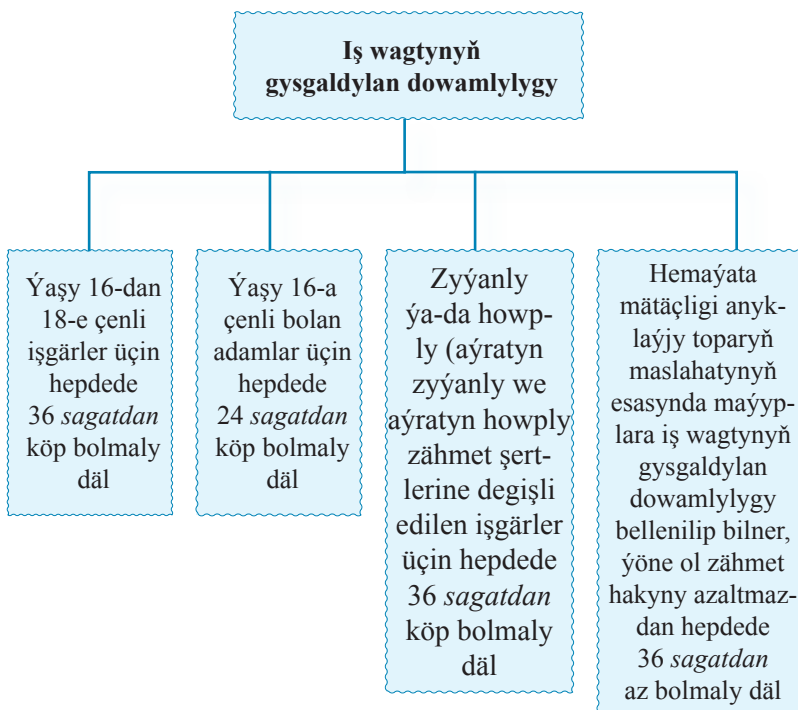 Iş wagtynyň
gysgaldylan dowamlylygy
Ýaşy 16-dan
18-e çenli
işgärler üçin
hepdede
36 sagatdan
köp bolmaly
däl
Ýaşy 16-a
çenli bolan
adamlar üçin
hepdede
24 sagatdan
köp bolmaly
däl
Zyýanly
ýa-da howp-
ly (aýratyn
zyýanly we
aýratyn howply
zähmet şert-
lerine degişli
edilen işgärler
üçin hepdede
36 sagatdan
köp bolmaly
däl
Hemaýata
mätäçligi anyk-
laýjy toparyň
maslahatynyň
esasynda maýyp-
lara iş wagtynyň
gysgaldylan
dowamlylygy
bellenilip bilner,
ýöne ol zähmet
hakyny azaltmaz-
dan hepdede
36 sagatdan
az bolmaly däl